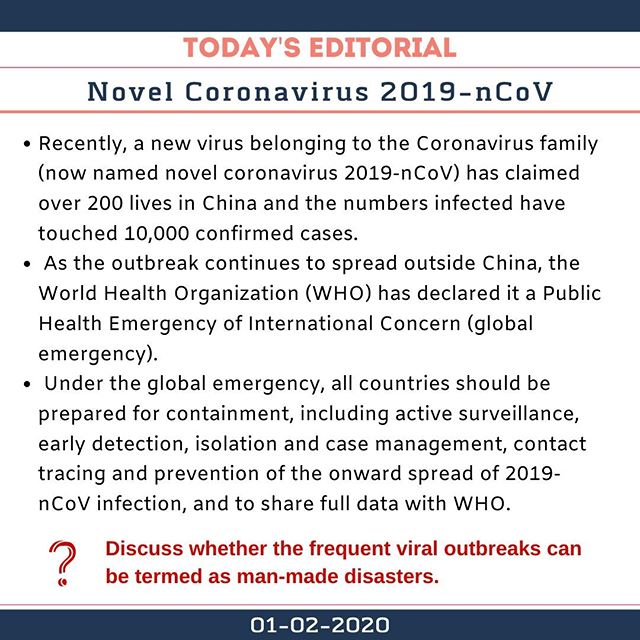 TODAY'S EDITORIAL
Novel Coronavirus 2019-nCoV
• Recently, a new virus belonging to the Coronavirus family
(now named novel coronavirus 2019-nCoV) has claimed
over 200 lives in China and the numbers infected have
touched 10,000 confirmed cases.
• As the outbreak continues to spread outside China, the
World Health Organization (WHO) has declared it a Public
Health Emergency of International Concern (global
emergency).
• Under the global emergency, all countries should be
prepared for containment, including active surveillance,
early detection, isolation and case management, contact
tracing and prevention of the onward spread of 2019-
nCoV infection, and to share full data with WHO.
? Discuss whether the frequent viral outbreaks can
be termed as man-made disasters.
01-02-2020